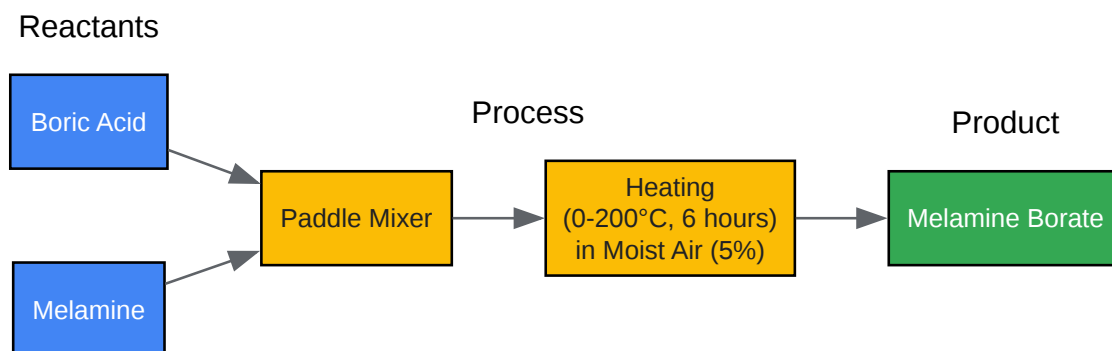 Reactants
Boric Acid
Melamine
Process
Paddle Mixer
Heating
(0-200°C, 6 hours)
in Moist Air (5%)
Product
Melamine Borate